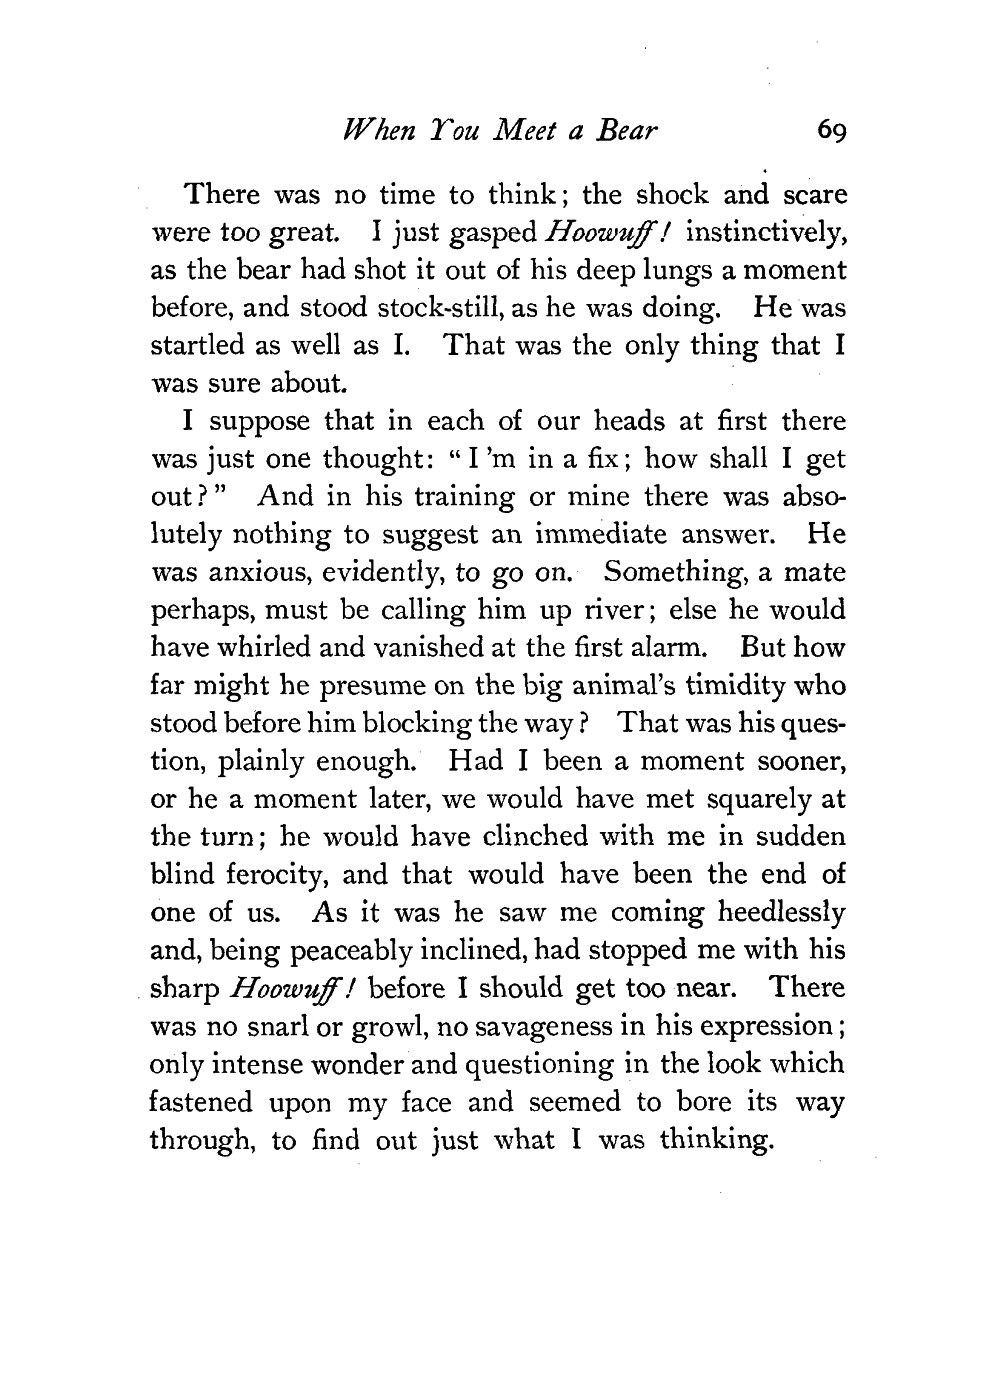 When You Meet a Bear 69
There was no time to think; the shock and scare
were too great. I just gasped Hoowuff! instinctively,
as the bear had shot it out of his deep lungs a moment
before, and stood stock-still, as he was doing. He was
startled as well as I. That was the only thing that I
was sure about.
I suppose that in each of our heads at first there
was just one thought: “I 'm in a fix; how shall I get
out?” And in his training or mine there was abso-
lutely nothing to suggest an immediate answer. He
was anxious, evidently, to go on. Something, a mate
perhaps, must be calling him up river; else he would
have whirled and vanished at the first alarm. But how
far might he presume on the big animal's timidity who
stood before him blocking the way? That was his ques-
tion, plainly enough. Had I been a moment sooner,
or he a moment later, we would have met squarely at
the turn; he would have clinched with me in sudden
blind ferocity, and that would have been the end of
one of us. As it was he saw me coming heedlessly
and, being peaceably inclined, had stopped me with his
sharp Hoowuff! before I should get too near. There
was no snarl or growl, no savageness in his expression;
only intense wonder and questioning in the look which
fastened upon my face and seemed to bore its way
through, to find out just what I was thinking.